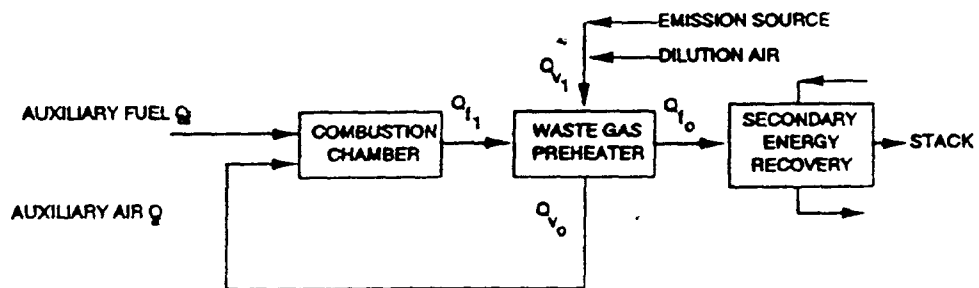 EMISSION SOURCE
DILUTION AIR
Qv1
AUXILIARY FUEL Q
COMBUSTION
CHAMBER
Qf1
WASTE GAS
PREHEATER
Qfo
SECONDARY
ENERGY
RECOVERY
STACK
AUXILIARY AIR Q
Qvo